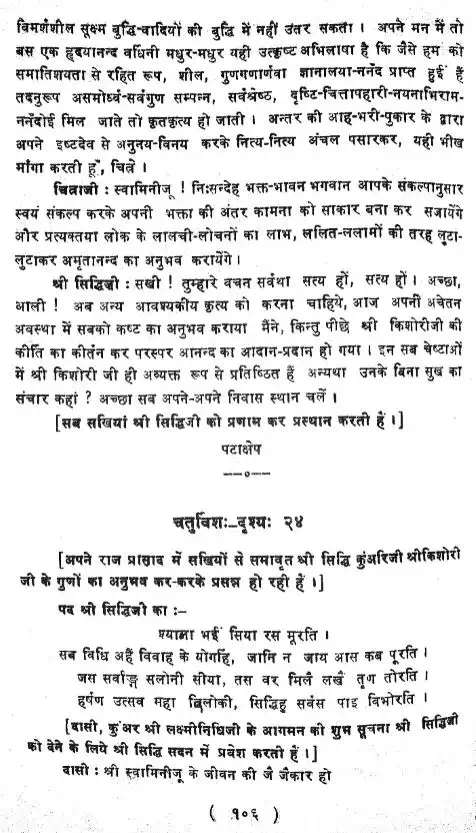 विमर्णशील सूक्ष्म बुद्धि-वादियों की बुद्धि में नहीं उतर सकता । अपने मन में तो
बस एक हृदयानन्द वर्धिनी मधुर-मधुर यही उत्कृष्ट अभिलाषा है कि जैसे हम को
समातिशयता से रहित रूप, शील, गुणगणार्णवा ज्ञानालया-ननँद प्राप्त हुई हैं
तदनुरूप असमोर्ध्व-सर्वगुण सम्पन्न, सर्वश्रेष्ठ, दृष्टि-चित्तापहारी-नयनाभिराम-
ननँदोई मिल जाते तो कृतकृत्य हो जाती । अन्तर की आह-भरी-पुकार के द्वारा
अपने इष्टदेव से अनुनय-विनय करके नित्य-नित्य अंचल पसारकर, यही भीख
माँगा करती हूँ, चित्रे ।
चित्राजी : स्वामिनीजू ! निःसन्देह भक्त-भावन भगवान आपके संकल्पानुसार
स्वयं संकल्प करके अपनी भक्ता की अंतर कामना को साकार बना कर सजायेंगे
और प्रत्यक्तया लोक के लालची-लोचनों का लाभ, ललित-ललामों की तरह लुटा-
लुटाकर अमृतानन्द का अनुभव करायेंगे ।
श्री सिद्धिजी : सखी ! तुम्हारे वचन सर्वथा सत्य हों, सत्य हों । अच्छा,
आली ! अब अन्य आवश्यकीय कृत्य को करना चाहिये, आज अपनी अचेतन
अवस्था में सबको कष्ट का अनुभव कराया मैंने, किन्तु पीछे श्री किशोरीजी की
कीर्ति का कीर्तन कर परस्पर आनन्द का आदान-प्रदान हो गया । इन सब चेष्टाओं
में श्री किशोरी जी ही अव्यक्त रूप से प्रतिष्ठित हैं अन्यथा उनके बिना सुख का
संचार कहां ? अच्छा सब अपने-अपने निवास स्थान चलें ।
[सब सखियां श्री सिद्धिजी को प्रणाम कर प्रस्थान करती हैं ।]
पटाक्षेप
चतुर्विशः-दृश्यः २४
[अपने राज प्रासाद में सखियों से समावृत श्री सिद्धि कुंअरिजी श्रीकिशोरी
जी के गुणों का अनुभव कर-करके प्रसन्न हो रही हैं ।]
पद श्री सिद्धिजी का :-
श्यामा भई सिया रस मूरति ।
सब विधि अहैं विवाह के योगहि, जानि न जाय आस कब पूरति ।
जस सर्वाङ्ग सलोनी सीया, तस वर मिलै लखैं तृण तोरति ।
हर्षण उत्सव महा त्रिलोकी, सिद्धिहु सर्वस पाइ विभोरति ।
[दासी, कुंअर श्री लक्ष्मीनिधिजी के आगमन की शुभ सूचना श्री सिद्धिजी
को देने के लिये श्री सिद्धि सदन में प्रवेश करती हैं ।]
दासी : श्री स्वामिनीजू के जीवन की जै जैकार हो
( १०६ )